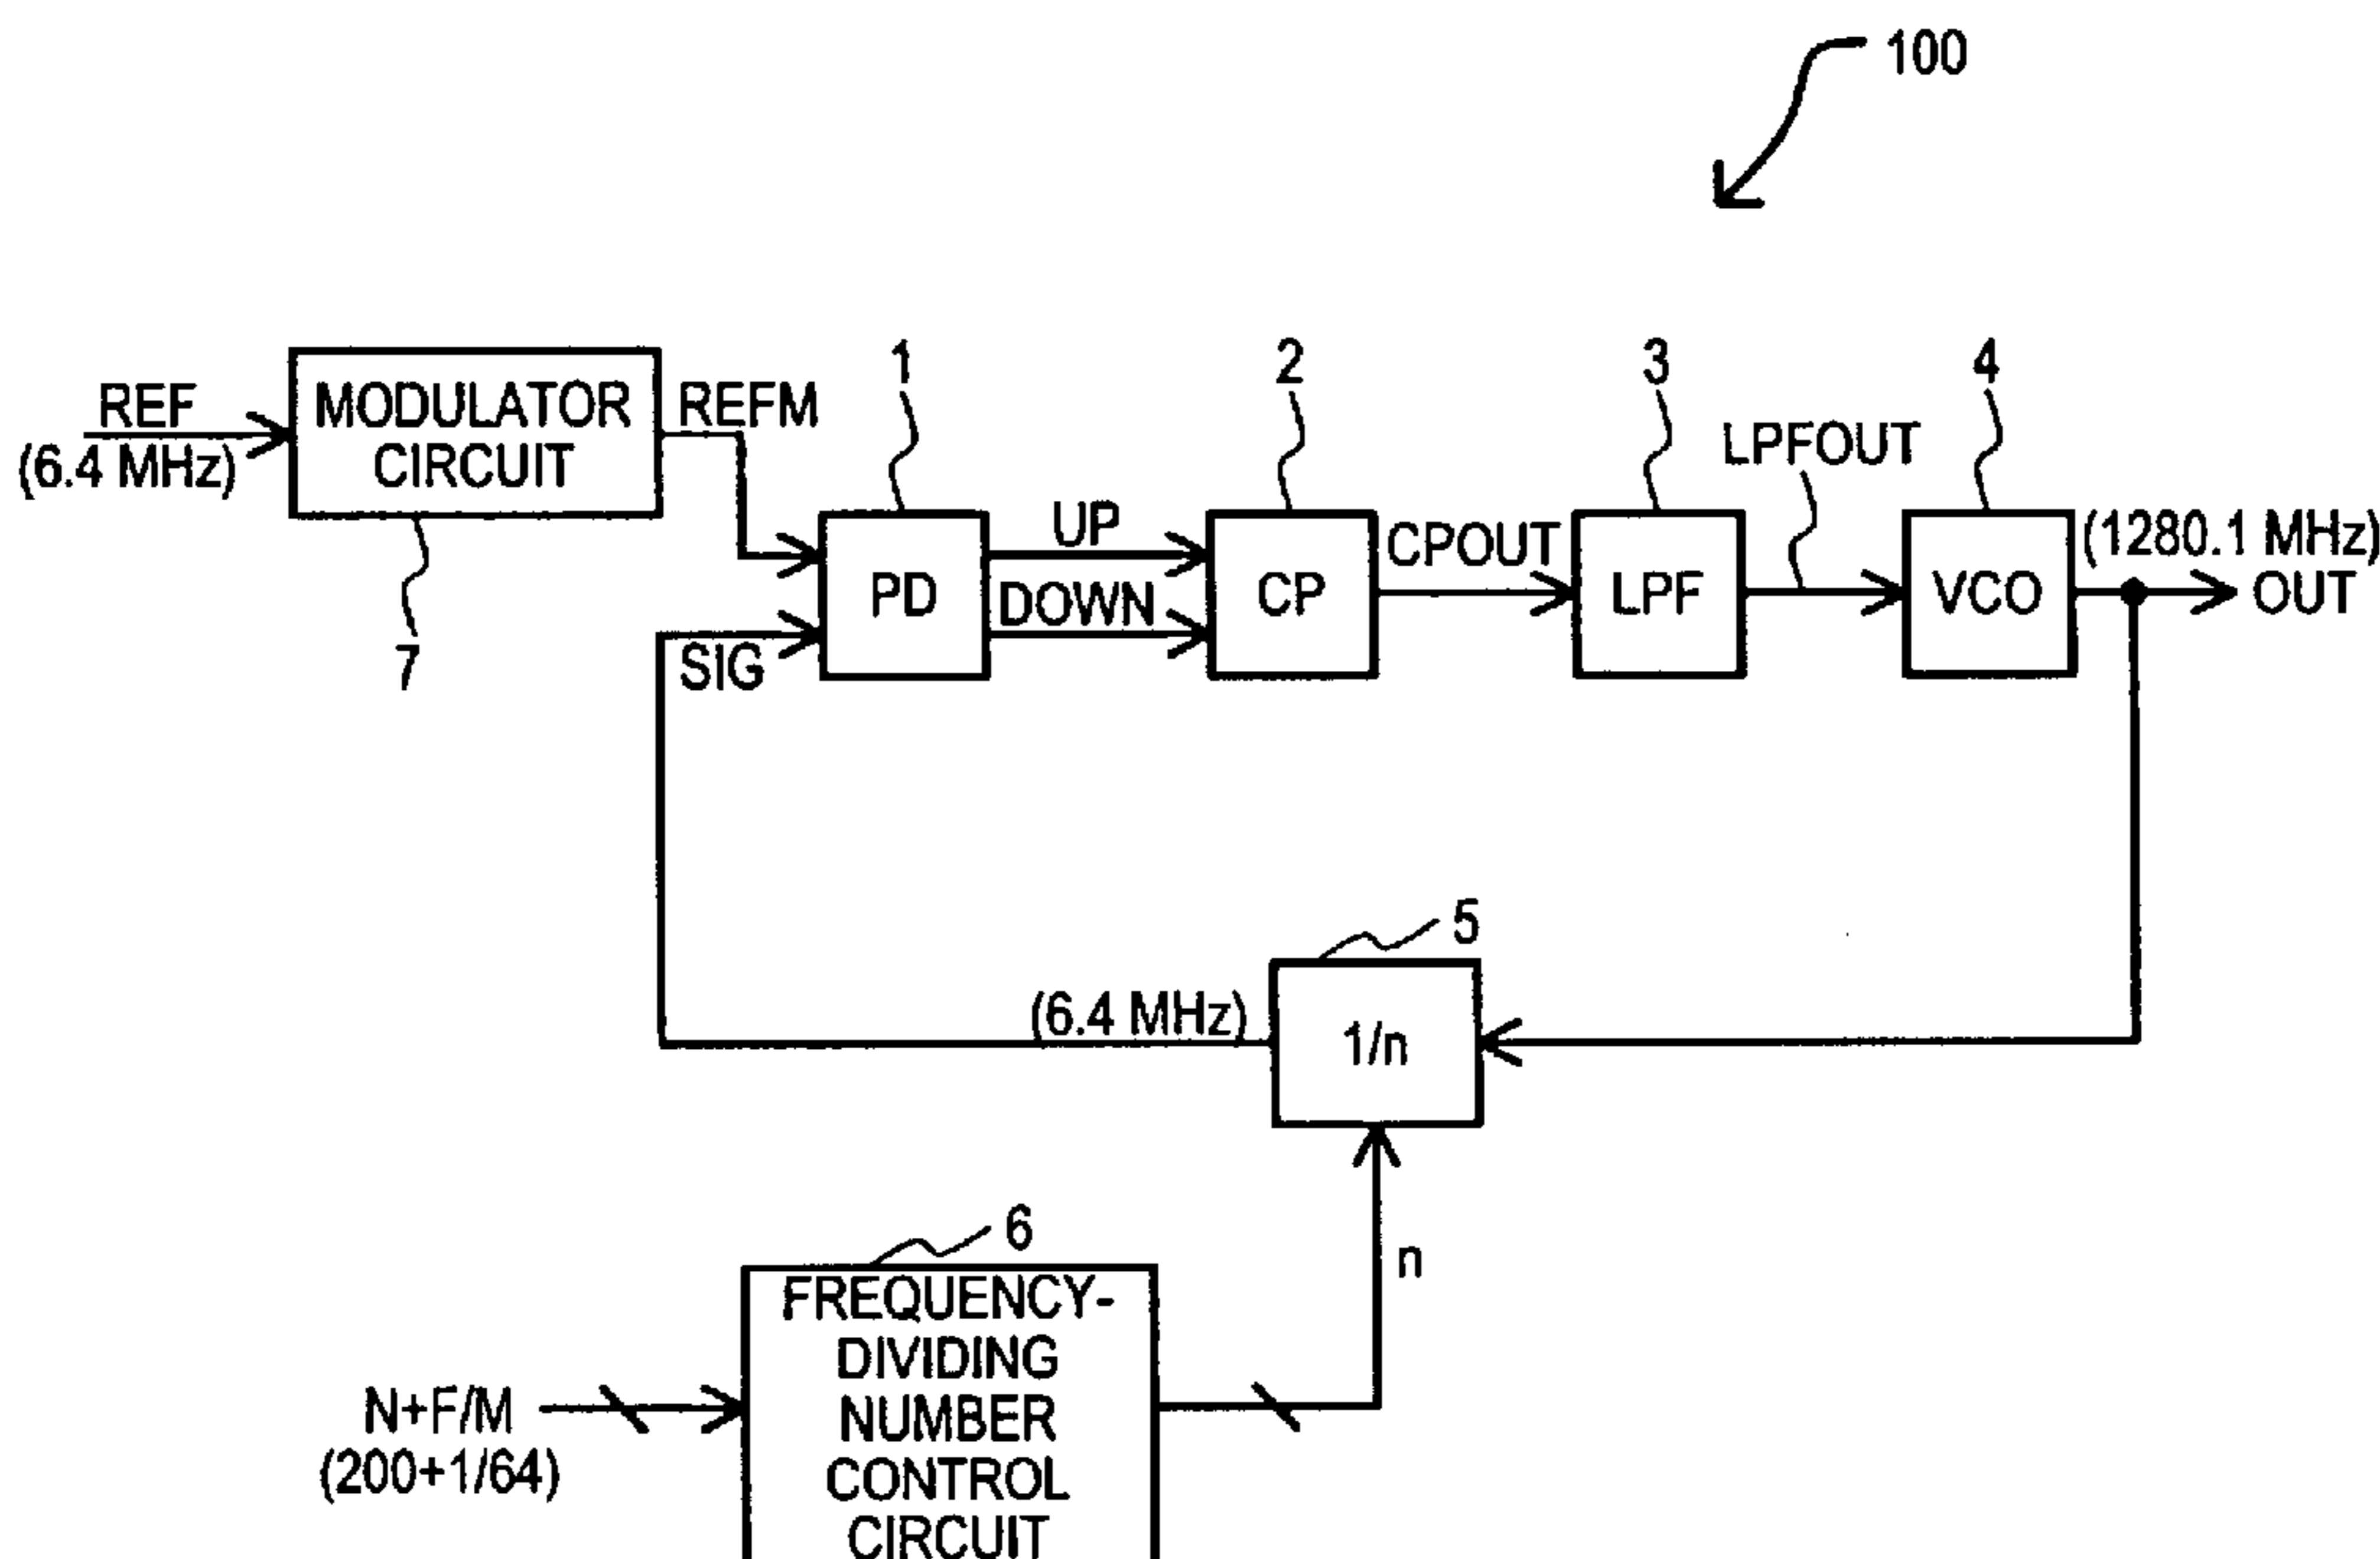 100
1
2
3
4
REF
(6.4 MHz)
MODULATOR
CIRCUIT
REFM
7
PD
UP
DOWN
CP
CPOUT
LPF
LPFOUT
VCO
(1280.1 MHz)
OUT
SIG
5
(6.4 MHz)
1/n
n
6
FREQUENCY-
DIVIDING
NUMBER
CONTROL
CIRCUIT
N+F/M
(200+1/64)